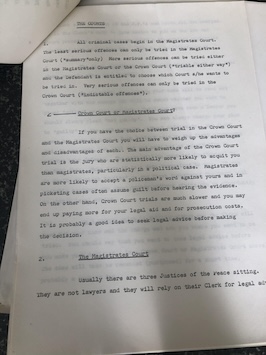 THE COURTS
All criminal cases begin in the Magistrates Court.
The least serious offences can only be tried in the Magistrates
Court ("summary" only) More serious offences can be tried either
in the Magistrates Court or the Crown Court ("triable either way")
and the Defendant is entitled to choose which Court s/he wants to
be tried in. Very serious offences can only be tried in the
Crown Court ("indictable offences").
Crown Court or Magistrates Court?
If you have the choice between trial in the Crown Court
and the Magistrates Court you will have to weigh up the advantages
and disadvantages of each. The main advantage of the Crown Court
trial is the jury who are statistically more likely to acquit you
than magistrates, particularly in a political case. Magistrates
are more likely to accept a policeman's word against yours and in
picketing cases often assume guilt before hearing the evidence.
On the other hand, Crown Court trials are much slower and you may
end up paying more for your legal aid and for prosecution costs.
It is probably a good idea to seek legal advice before making
the decision.
2. The Magistrates Court
Usually there are three Justices of the Peace sitting.
They are not lawyers and they will rely on their Clerk for legal